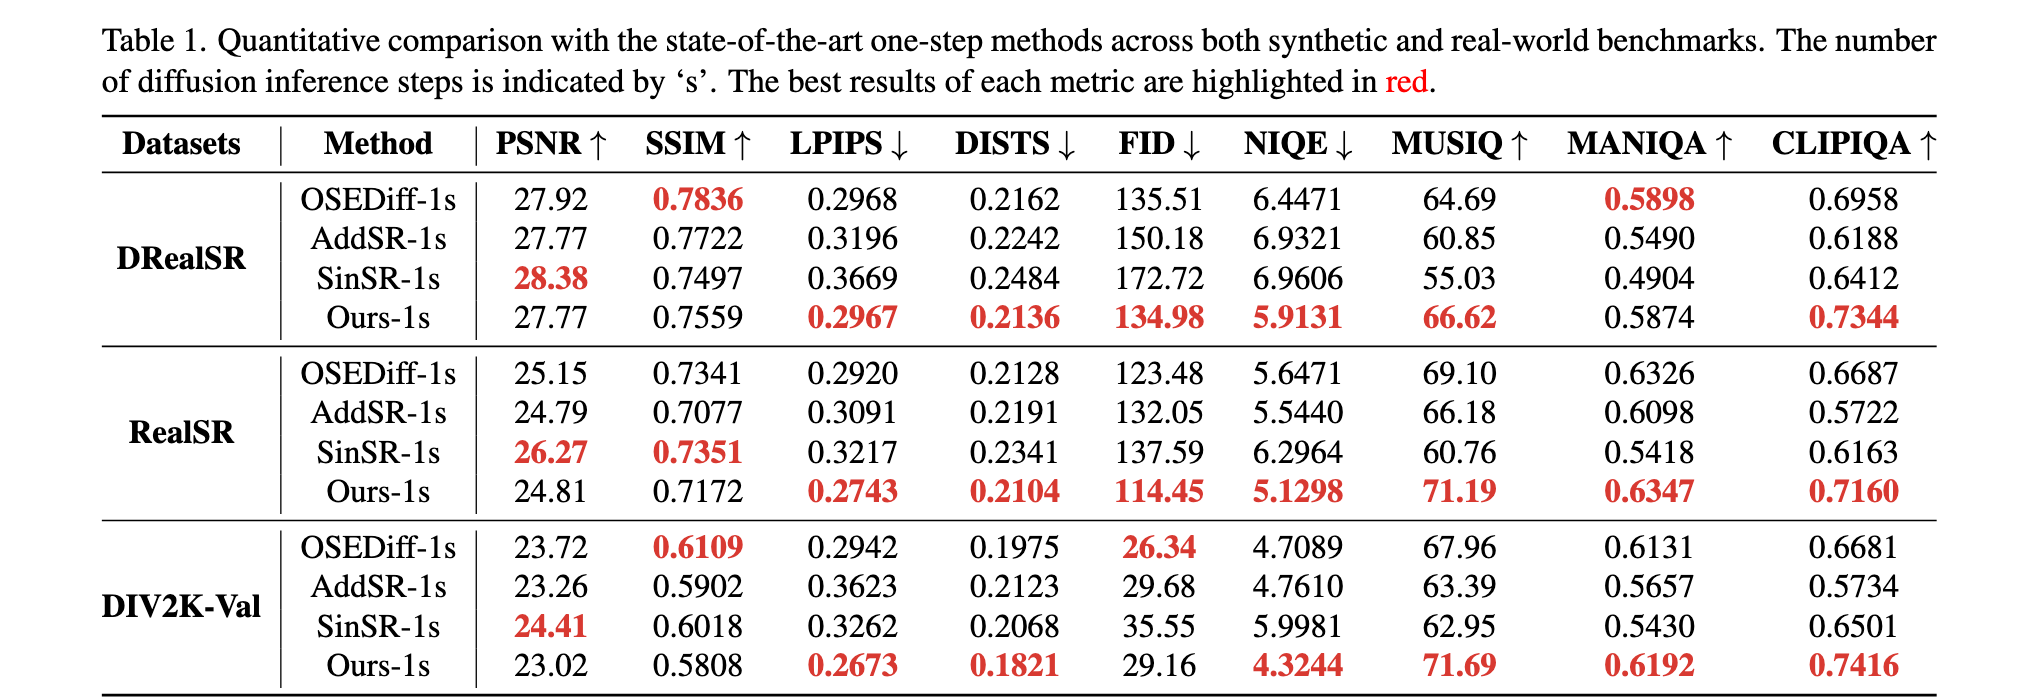 Table 1. Quantitative comparison with the state-of-the-art one-step methods across both synthetic and real-world benchmarks. The number
of diffusion inference steps is indicated by ‘s’. The best results of each metric are highlighted in red.
Datasets Method PSNR ↑ SSIM ↑ LPIPS ↓ DISTS ↓ FID ↓ NIQE ↓ MUSIQ ↑ MANIQA ↑ CLIPIQA ↑
OSEDiff-1s 27.92 0.7836 0.2968 0.2162 135.51 6.4471 64.69 0.5898 0.6958
AddSR-1s 27.77 0.7722 0.3196 0.2242 150.18 6.9321 60.85 0.5490 0.6188
DRealSR
SinSR-1s 28.38 0.7497 0.3669 0.2484 172.72 6.9606 55.03 0.4904 0.6412
Ours-1s 27.77 0.7559 0.2967 0.2136 134.98 5.9131 66.62 0.5874 0.7344
OSEDiff-1s 25.15 0.7341 0.2920 0.2128 123.48 5.6471 69.10 0.6326 0.6687
AddSR-1s 24.79 0.7077 0.3091 0.2191 132.05 5.5440 66.18 0.6098 0.5722
RealSR
SinSR-1s 26.27 0.7351 0.3217 0.2341 137.59 6.2964 60.76 0.5418 0.6163
Ours-1s 24.81 0.7172 0.2743 0.2104 114.45 5.1298 71.19 0.6347 0.7160
OSEDiff-1s 23.72 0.6109 0.2942 0.1975 26.34 4.7089 67.96 0.6131 0.6681
AddSR-1s 23.26 0.5902 0.3623 0.2123 29.68 4.7610 63.39 0.5657 0.5734
DIV2K-Val
SinSR-1s 24.41 0.6018 0.3262 0.2068 35.55 5.9981 62.95 0.5430 0.6501
Ours-1s 23.02 0.5808 0.2673 0.1821 29.16 4.3244 71.69 0.6192 0.7416